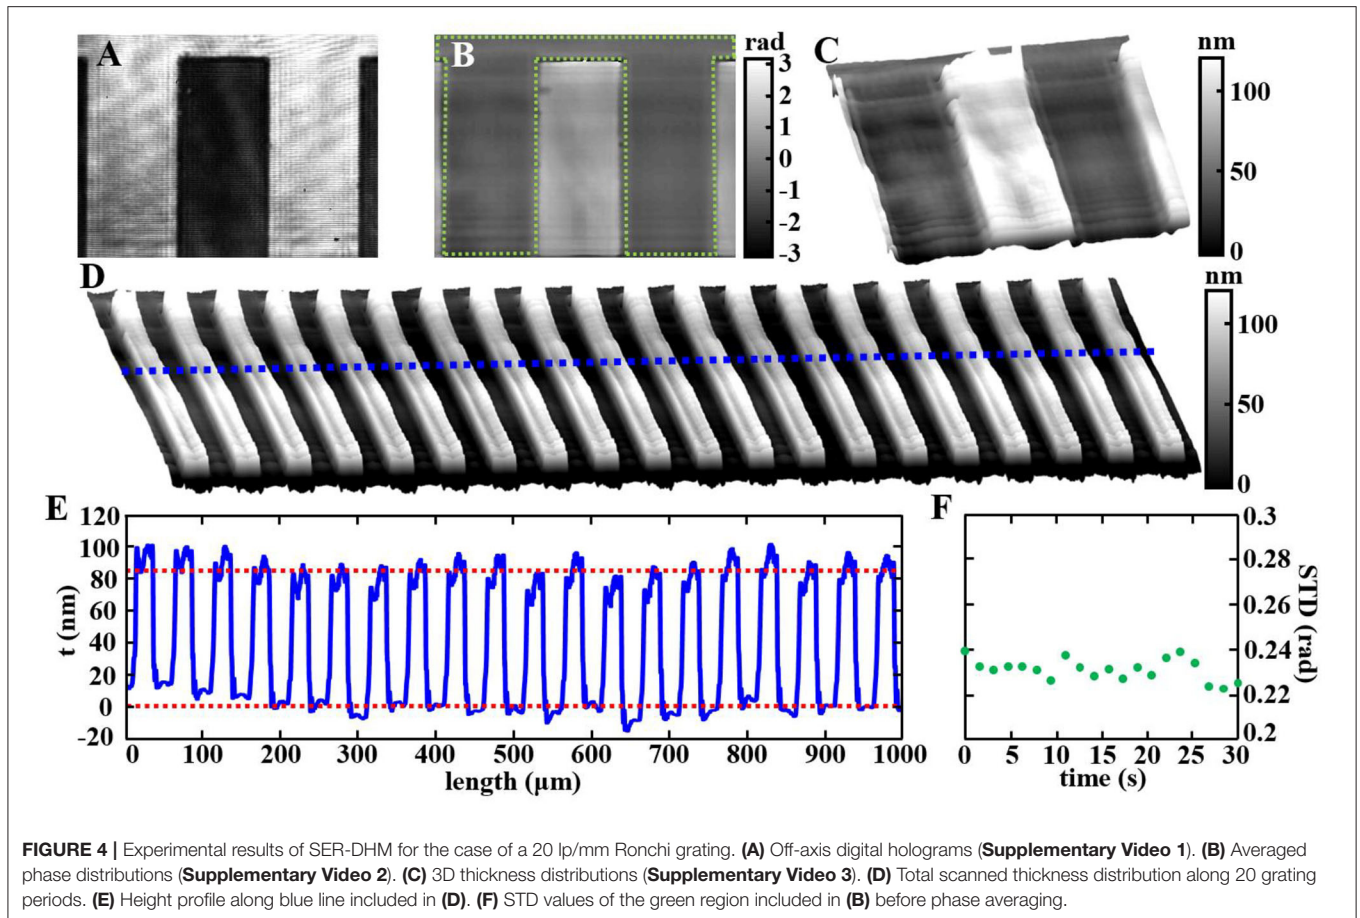 A
B
rad
3
2
1
0
-1
-2
-3
C
nm
100
50
0
D
nm
100
50
0
E
120
100
80
60
40
20
0
-20
t (nm)
0 100 200 300 400 500 600 700 800 900 1000
length (μm)
F
0.3
0.28
0.26
0.24
0.22
0.2
STD (rad)
0 5 10 15 20 25 30
time (s)
FIGURE 4 | Experimental results of SER-DHM for the case of a 20 lp/mm Ronchi grating. (A) Off-axis digital holograms (Supplementary Video 1). (B) Averaged
phase distributions (Supplementary Video 2). (C) 3D thickness distributions (Supplementary Video 3). (D) Total scanned thickness distribution along 20 grating
periods. (E) Height profile along blue line included in (D). (F) STD values of the green region included in (B) before phase averaging.